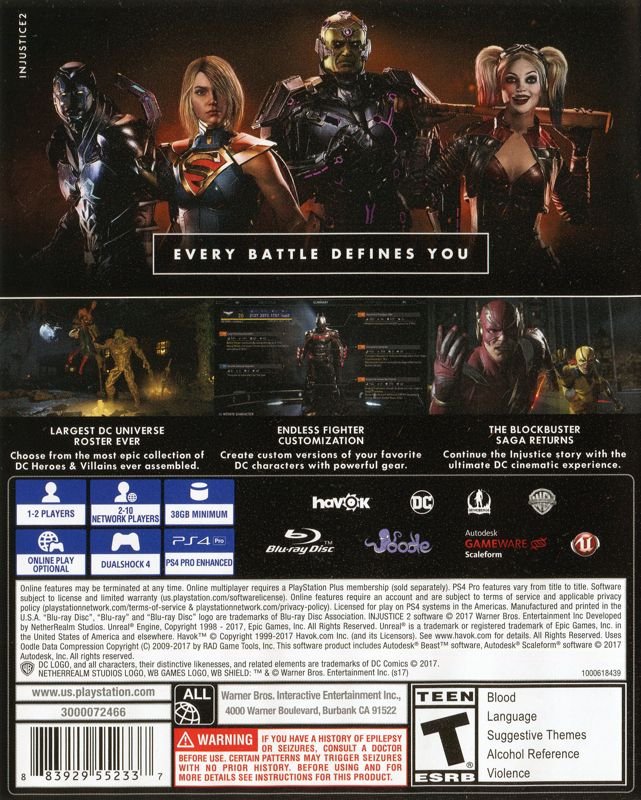 INJUSTICE2
EVERY BATTLE DEFINES YOU
SUMMARY
LARGEST DC UNIVERSE
ROSTER EVER
Choose from the most epic collection of
DC Heroes & Villains ever assembled.
ENDLESS FIGHTER
CUSTOMIZATION
Create custom versions of your favorite
DC characters with powerful gear.
THE BLOCKBUSTER
SAGA RETURNS
Continue the Injustice story with the
ultimate DC cinematic experience.
1-2 PLAYERS
2-10
NETWORK PLAYERS
38GB MINIMUM
ONLINE PLAY
OPTIONAL
DUALSHOCK 4
PS4 Pro
PS4 PRO ENHANCED
havok
DC
WB
Blu-ray Disc™
Oodle
Autodesk
GAMEWARE
Scaleform
Online features may be terminated at any time. Online multiplayer requires a PlayStation Plus membership (sold separately). PS4 Pro features vary from title to title. Software
subject to license and limited warranty (us.playstation.com/softwarelicense). Online features require an account and are subject to terms of service and applicable privacy
policy (playstationnetwork.com/terms-of-service & playstationnetwork.com/privacy-policy). Licensed for play on PS4 systems in the Americas. Manufactured and printed in the
U.S.A. "Blu-ray Disc", "Blu-ray" and "Blu-ray Disc" logo are trademarks of Blu-ray Disc Association. INJUSTICE 2 software © 2017 Warner Bros. Entertainment Inc Developed
by NetherRealm Studios. Unreal® Engine, Copyright 1998 - 2017, Epic Games, Inc. All Rights Reserved. Unreal® is a trademark or registered trademark of Epic Games, Inc. in
the United States of America and elsewhere. Havok™ © Copyright 1999-2017 Havok.com Inc. (and its Licensors). See www.havok.com for details. All Rights Reserved. Uses
Oodle Data Compression Copyright (C) 2009-2017 by RAD Game Tools, Inc. This software product includes Autodesk® Beast™ software, Autodesk® Scaleform® software © 2017
Autodesk, Inc. All rights reserved.
DC LOGO, and all characters, their distinctive likenesses, and related elements are trademarks of DC Comics © 2017.
NETHERREALM STUDIOS LOGO, WB GAMES LOGO, WB SHIELD: ™ & © Warner Bros. Entertainment Inc. (s17)
1000618439
www.us.playstation.com
3000072466
8 83929 55233 7
ALL
Warner Bros. Interactive Entertainment Inc.,
4000 Warner Boulevard, Burbank CA 91522
WARNING IF YOU HAVE A HISTORY OF EPILEPSY
OR SEIZURES, CONSULT A DOCTOR
BEFORE USE. CERTAIN PATTERNS MAY TRIGGER SEIZURES
WITH NO PRIOR HISTORY. BEFORE USING AND FOR
MORE DETAILS SEE INSTRUCTIONS FOR THIS PRODUCT.
TEEN
T
ESRB
Blood
Language
Suggestive Themes
Alcohol Reference
Violence